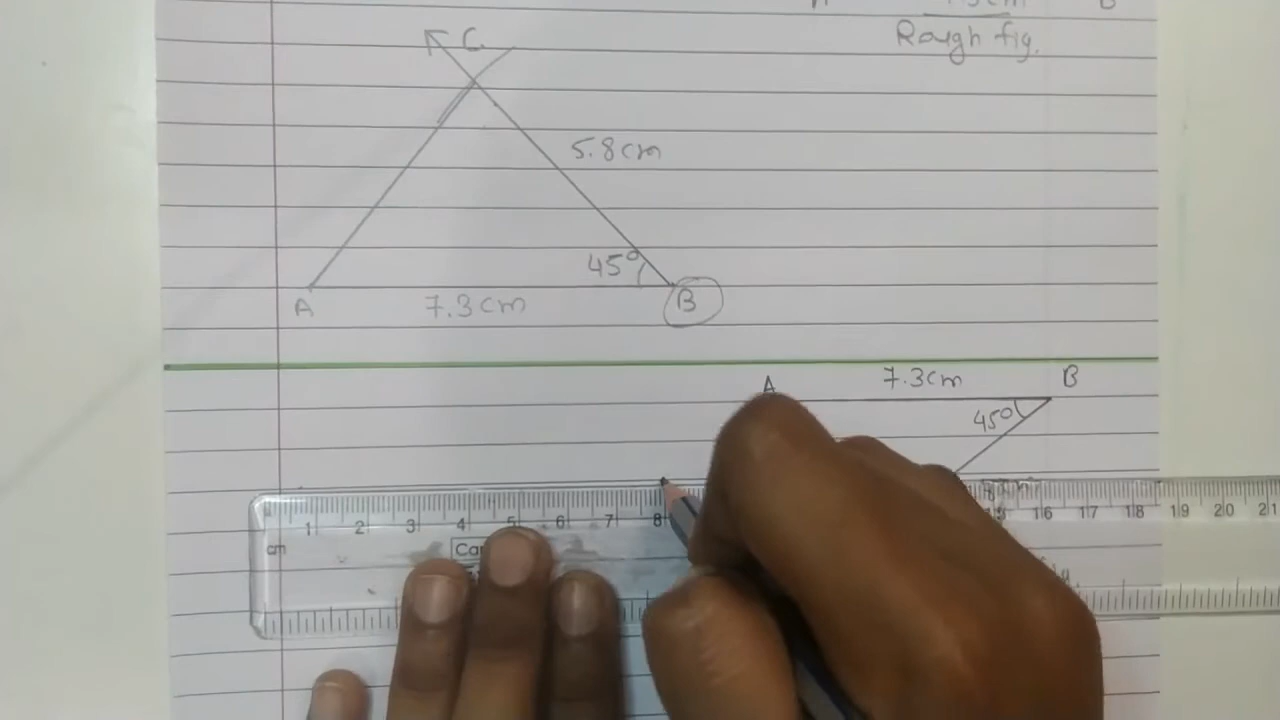 Rough fig.
C
5.8cm
45°
A
7.3cm
B
A
7.3cm
B
45°
1 2 3 4 5 6 7 8
16 17 18 19 20 21
cm